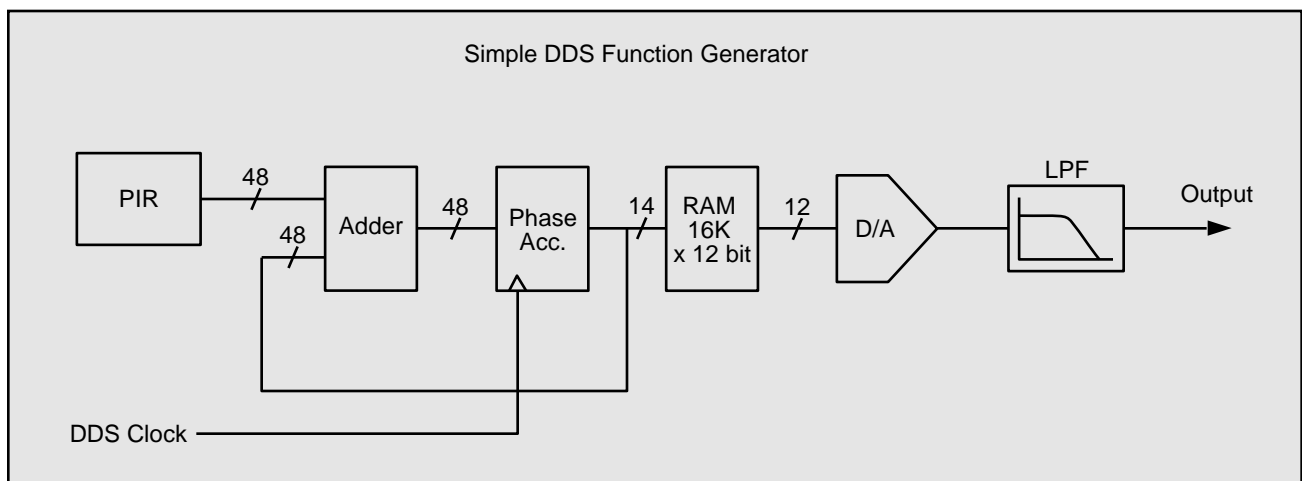 Simple DDS Function Generator
PIR
48
48
Adder
48
Phase
Acc.
14
RAM
16K
x 12 bit
12
D/A
LPF
Output
DDS Clock